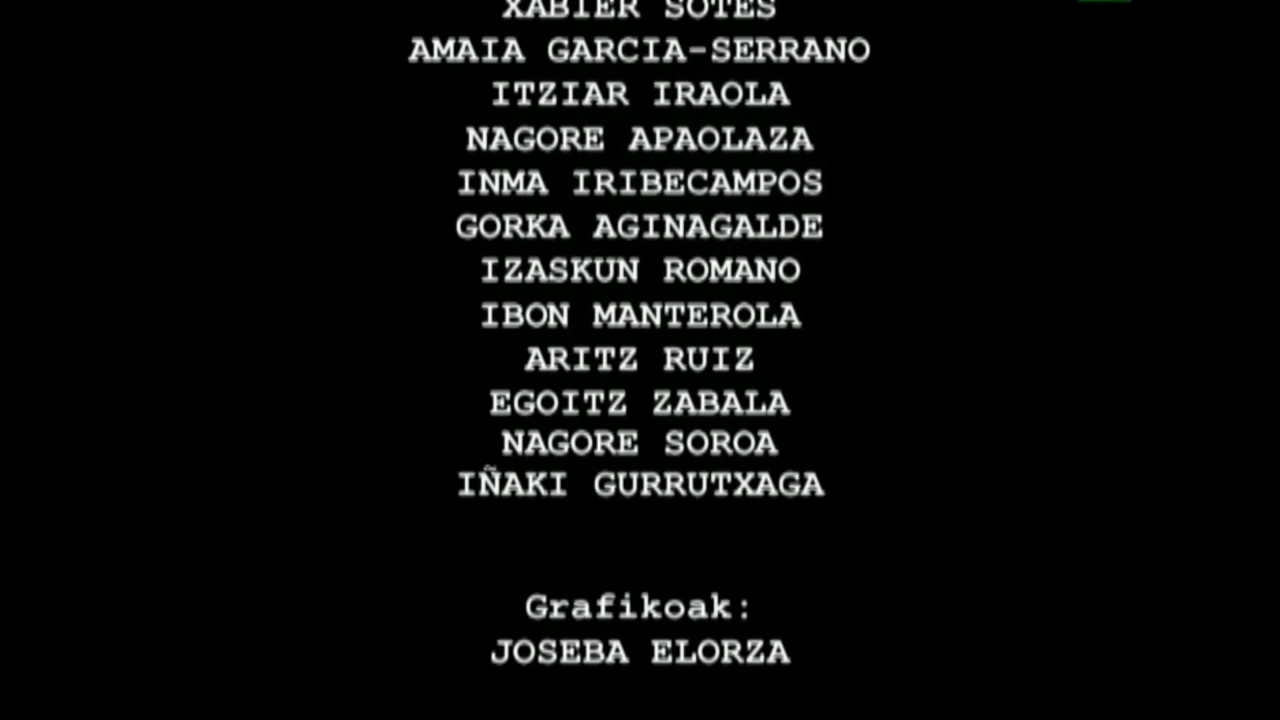 XABIER SOTES
AMAIA GARCIA-SERRANO
ITZIAR IRAOLA
NAGORE APAOLAZA
INMA IRIBECAMPOS
GORKA AGINAGALDE
IZASKUN ROMANO
IBON MANTEROLA
ARITZ RUIZ
EGOITZ ZABALA
NAGORE SOROA
IÑAKI GURRUTXAGA
Grafikoak:
JOSEBA ELORZA